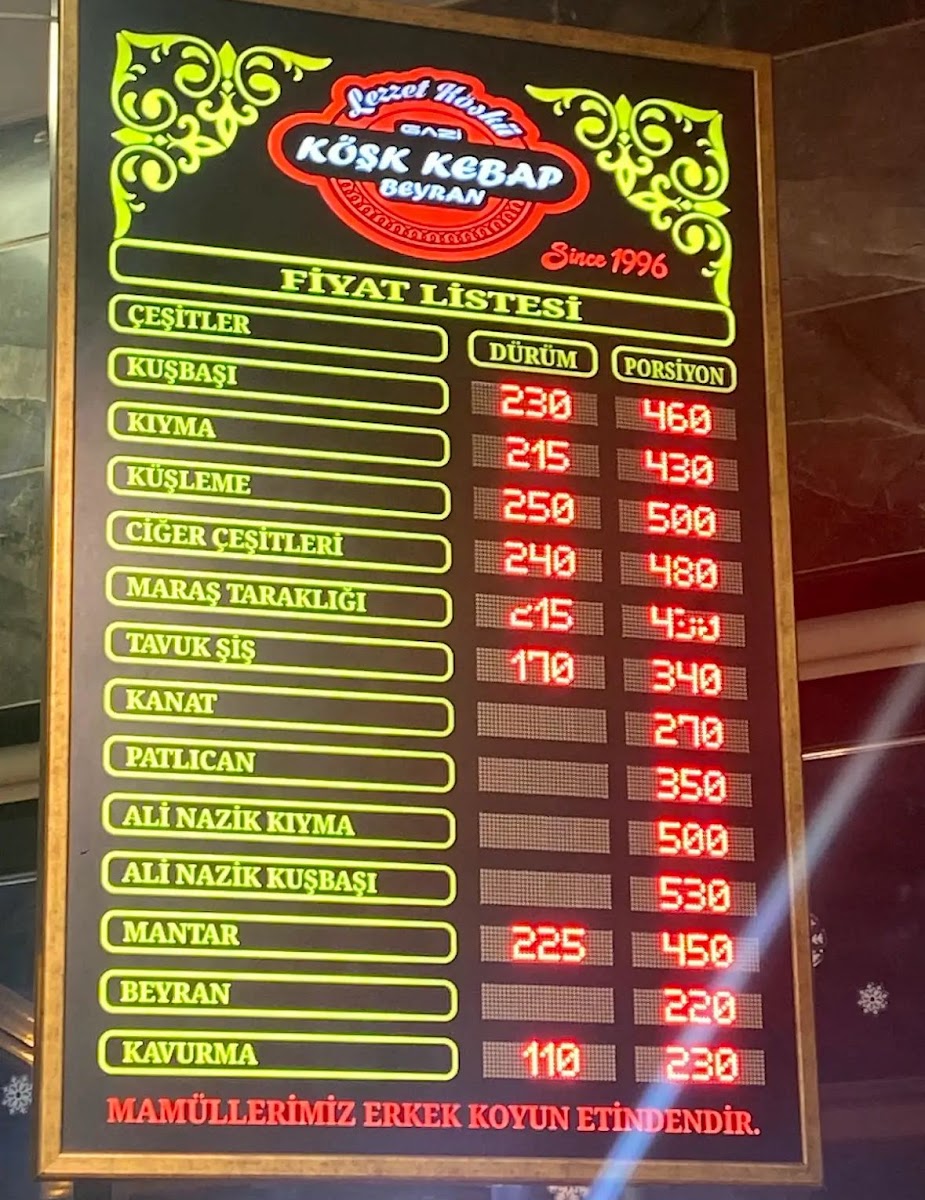 Lezzet Köşkü
GAZİ
KÖŞK KEBAP
BEYRAN
Since 1996
FİYAT LİSTESİ
ÇEŞİTLER DÜRÜM PORSİYON
KUŞBAŞI 230 460
KIYMA 215 430
KÜŞLEME 250 500
CİĞER ÇEŞİTLERİ 240 480
MARAŞ TARAKLIĞI 215
TAVUK ŞİŞ 170 340
KANAT 270
PATLICAN 350
ALİ NAZİK KIYMA 500
ALİ NAZİK KUŞBAŞI 530
MANTAR 225 450
BEYRAN 220
KAVURMA 110 230
MAMÜLLERİMİZ ERKEK KOYUN ETİNDENDİR.